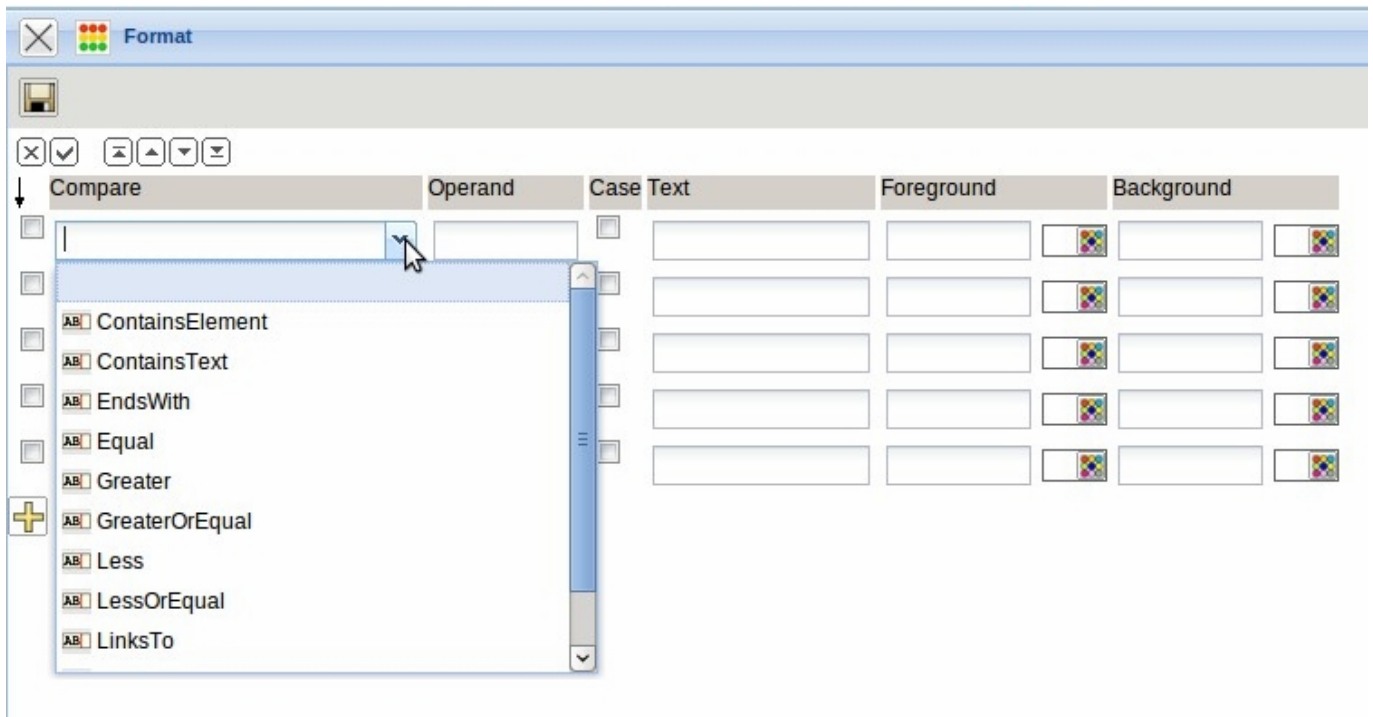 Format
Compare Operand Case Text Foreground Background
ContainsElement
ContainsText
EndsWith
Equal
Greater
GreaterOrEqual
Less
LessOrEqual
LinksTo